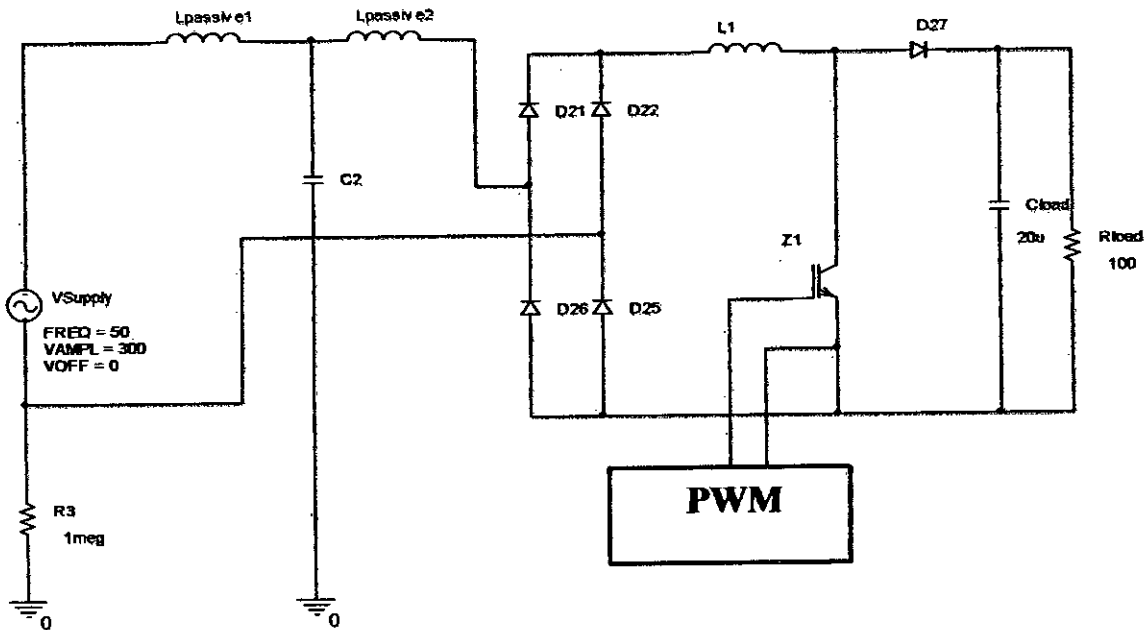 Lpassive1
Lpassive2
L1
D27
D21
D22
C2
Cload
20u
Rload
100
Z1
VSupply
FREQ = 50
VAMPL = 300
VOFF = 0
D26
D25
PWM
R3
1meg
0
0